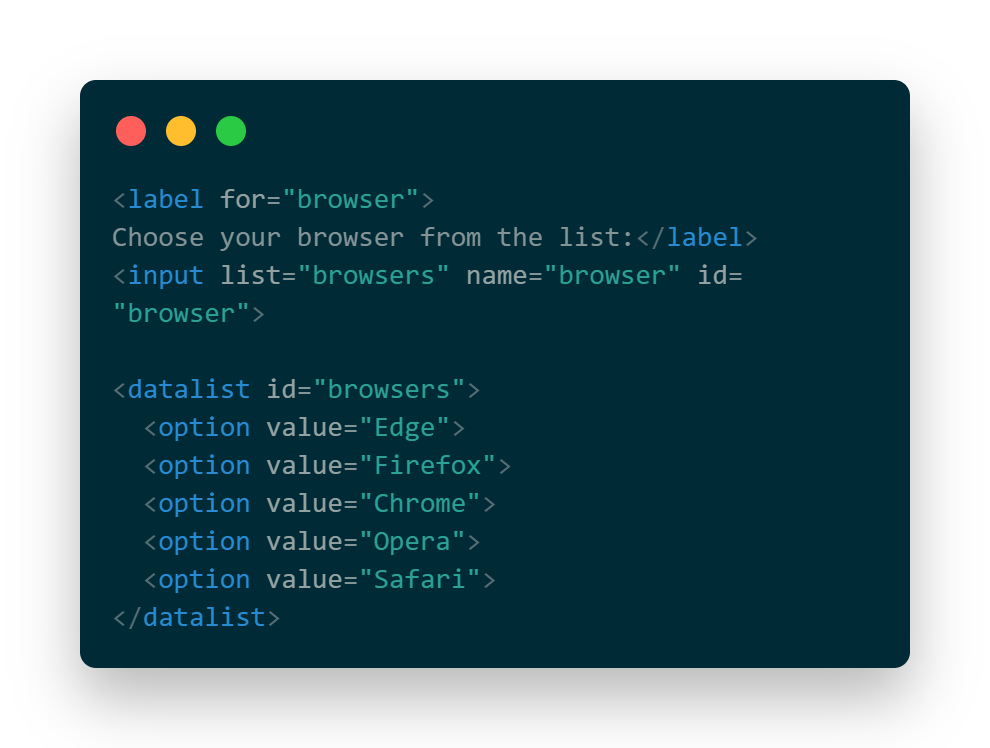 <label for="browser">
Choose your browser from the list:</label>
<input list="browsers" name="browser" id=
"browser">

<datalist id="browsers">
  <option value="Edge">
  <option value="Firefox">
  <option value="Chrome">
  <option value="Opera">
  <option value="Safari">
</datalist>